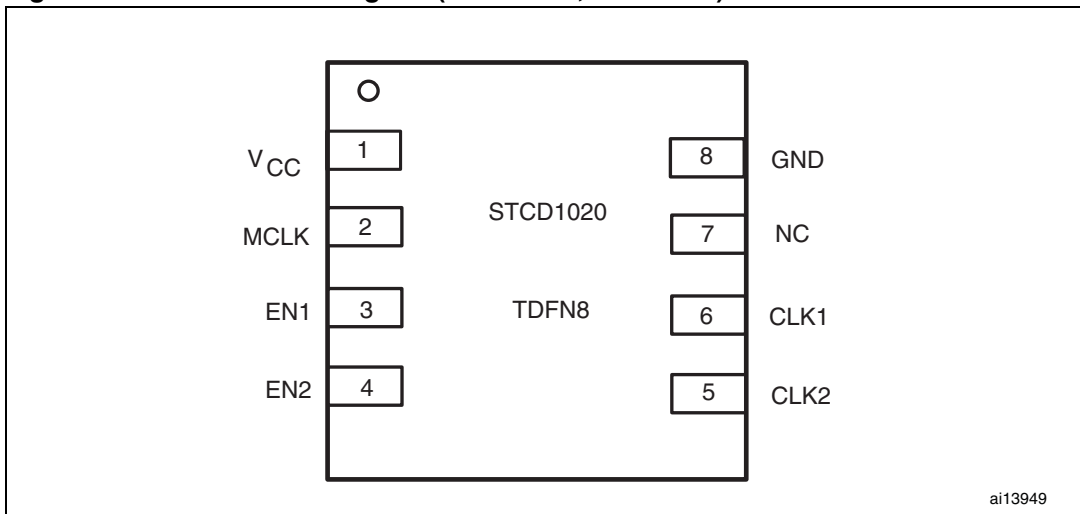 V CC
1
MCLK
2
EN1
3
EN2
4
STCD1020
TDFN8
8
GND
7
NC
6
CLK1
5
CLK2
ai13949